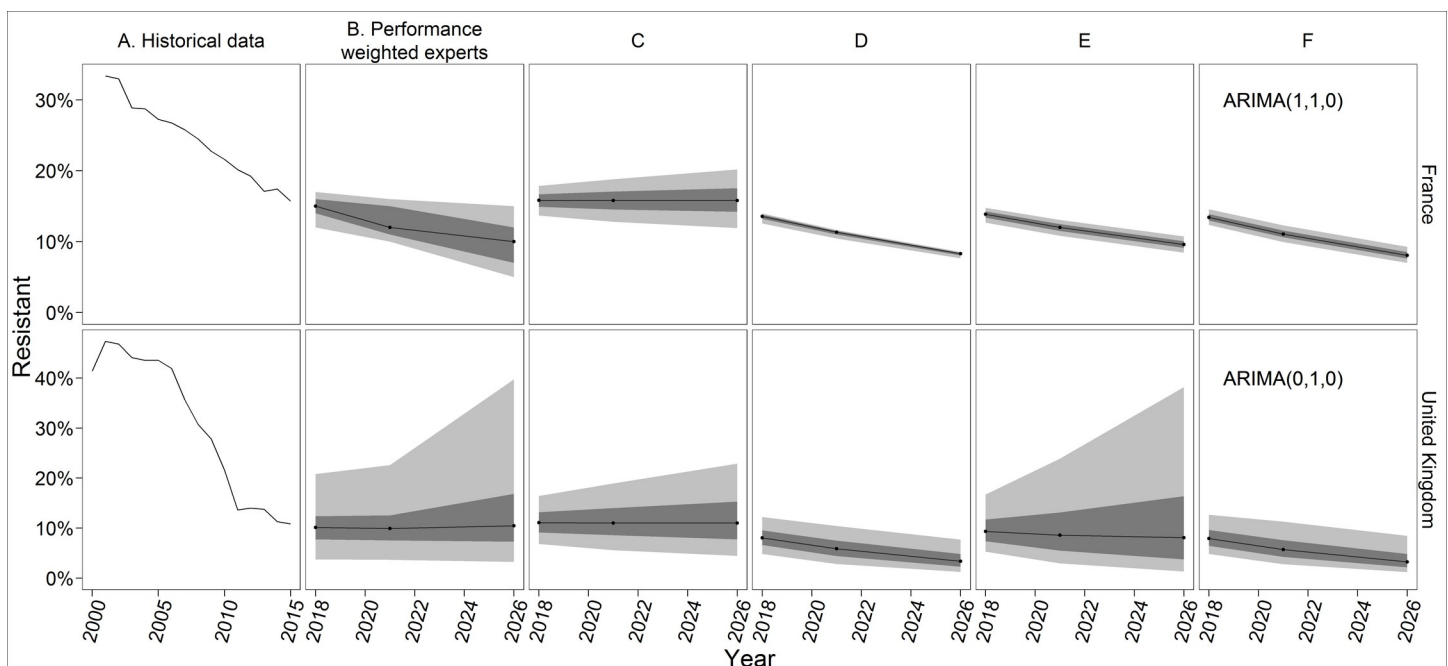 A. Historical data
B. Performance
weighted experts
C
D
E
F
Resistant
30%
20%
10%
0%
ARIMA(1,1,0)
France
40%
30%
20%
10%
0%
ARIMA(0,1,0)
United Kingdom
2000
2005
2010
2015
2018
2020
2022
2024
2026
2018
2020
2022
2024
2026
2018
2020
2022
2024
2026
2018
2020
2022
2024
2026
2018
2020
2022
2024
2026
Year